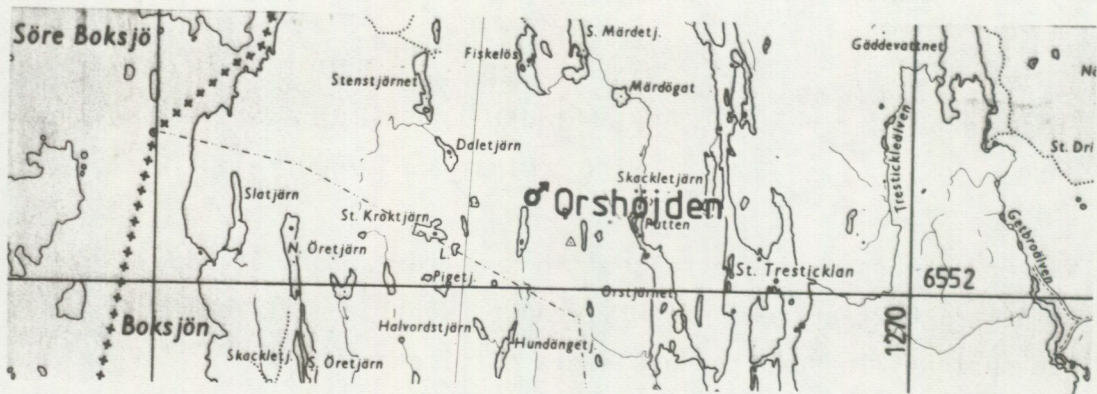 Söre Boksjö
Stenstjärnet
Fiskelös
S. Märdetj.
Märdögat
Gäddevattnet
Trestickleälven
St. Dri
Daletjärn
Slatjärn
St. Kroktjärn
L.
Skackletjärn
Orshöjden
Putten
N. Öretjärn
Pigetj.
St. Tresticklan
Getbroälven
6552
1270
Boksjön
Orstjärnet
Halvordstjärn
Hundängetj.
Skackletj.
S. Öretjärn